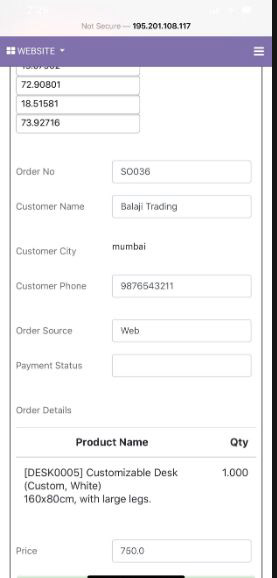 Not Secure — 195.201.108.117
WEBSITE
72.90801
18.51581
73.92716
Order No SO036
Customer Name Balaji Trading
Customer City mumbai
Customer Phone 9876543211
Order Source Web
Payment Status
Order Details
Product Name Qty
[DESK0005] Customizable Desk 1.000
(Custom, White)
160x80cm, with large legs.
Price 750.0